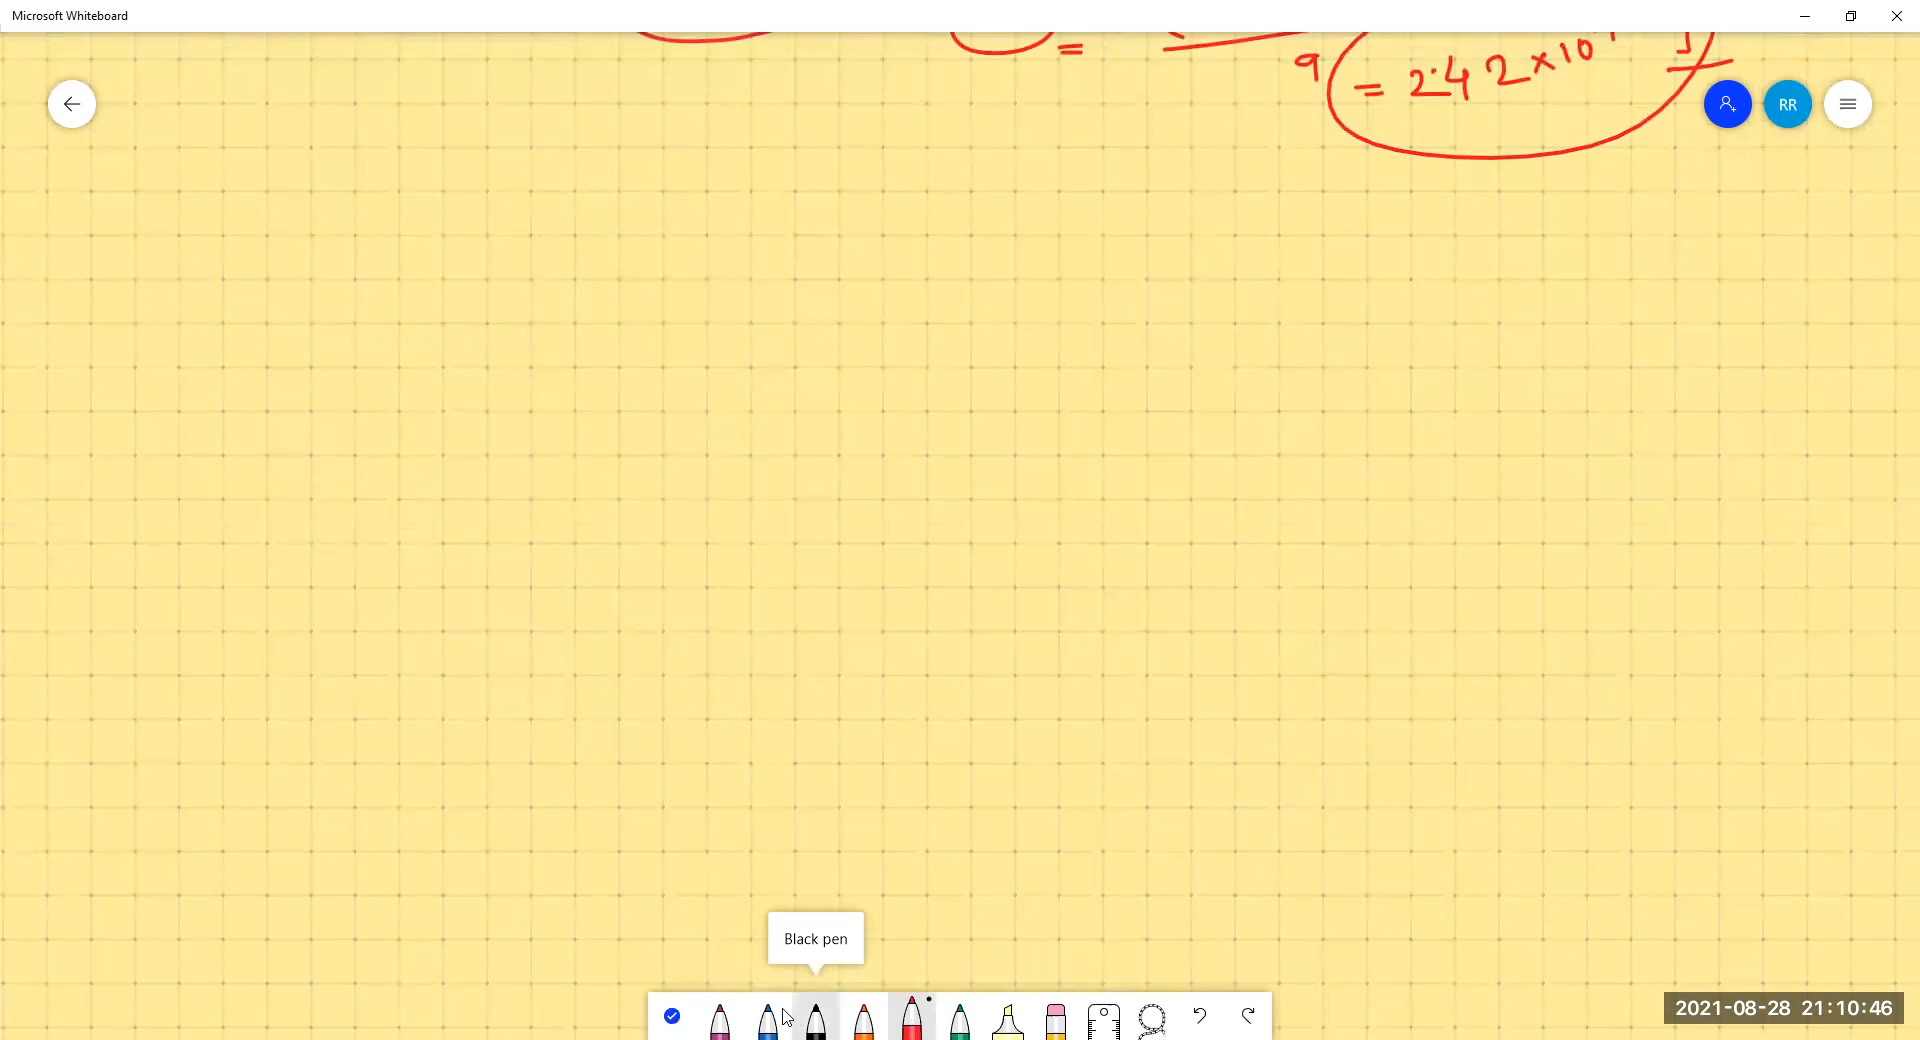 Microsoft Whiteboard
=
9
= 2.42 × 10
RR
Black pen
2021-08-28 21:10:46